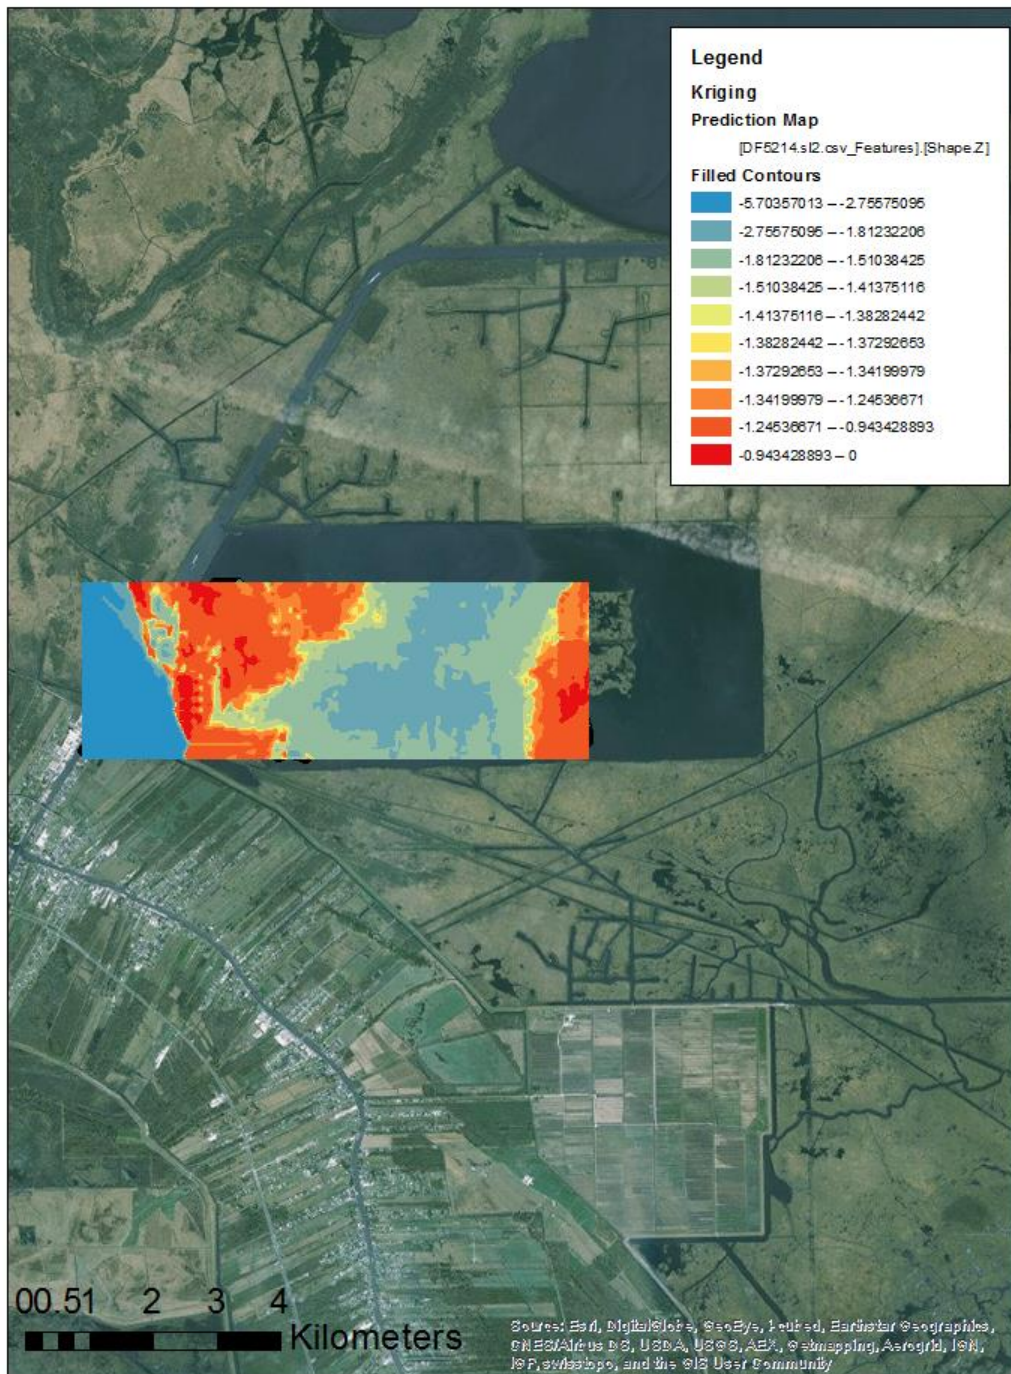 Legend
Kriging
Prediction Map
[DF5214.sl2.csv_Features].[Shape.Z]
Filled Contours
-5.70357013 – -2.75575095
-2.75575095 – -1.81232206
-1.81232206 – -1.51038425
-1.51038425 – -1.41375116
-1.41375116 – -1.38282442
-1.38282442 – -1.37292653
-1.37292653 – -1.34199979
-1.34199979 – -1.24536671
-1.24536671 – -0.943428893
-0.943428893 – 0
00.51 2 3 4
Kilometers
Source: Esri, DigitalGlobe, GeoEye, i-cubed, Earthstar Geographics,
CNES/Airbus DS, USDA, USGS, AEX, Getmapping, Aerogrid, IGN,
IGP, swisstopo, and the GIS User Community